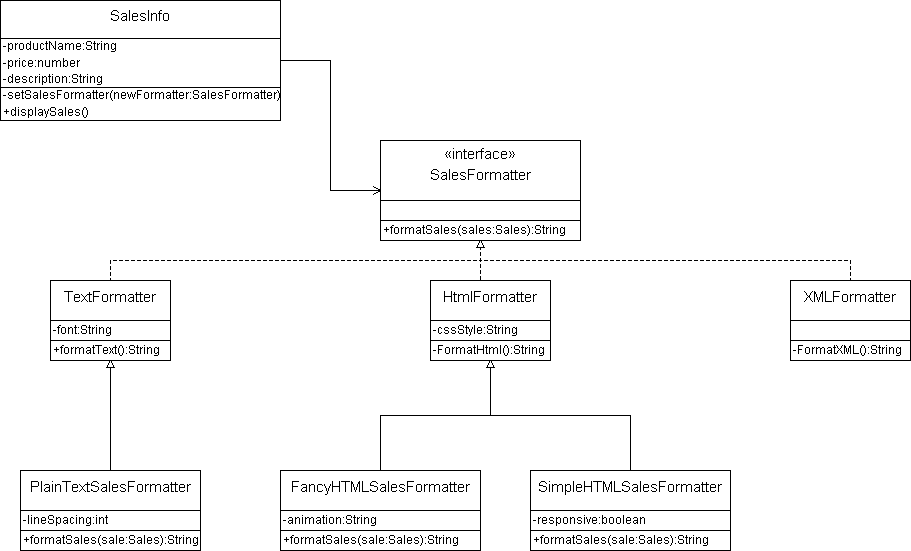 SalesInfo
-productName:String
-price:number
-description:String
-setSalesFormatter(newFormatter:SalesFormatter)
+displaySales()
«interface»
SalesFormatter
+formatSales(sales:Sales):String
TextFormatter
-font:String
+formatText():String
HtmlFormatter
-cssStyle:String
-FormatHtml():String
XMLFormatter
-FormatXML():String
PlainTextSalesFormatter
-lineSpacing:int
+formatSales(sale:Sales):String
FancyHTMLSalesFormatter
-animation:String
+formatSales(sale:Sales):String
SimpleHTMLSalesFormatter
-responsive:boolean
+formatSales(sale:Sales):String